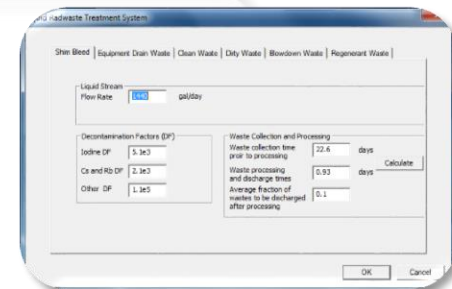 Radwaste Treatment System
Shim Bleed Equipment Drain Waste Clean Waste Dirty Waste Blowdown Waste Regenerant Waste
Liquid Stream
Flow Rate 1440 gal/day
Decontamination Factors (DF)
Iodine DF 5.1e3
Cs and Rb DF 2.1e3
Other DF 1.1e5
Waste Collection and Processing
Waste collection time
proir to processing 22.6 days
Waste processing
and discharge times 0.93 days
Calculate
Average fraction of
wastes to be discharged
after processing 0.1
OK Cancel